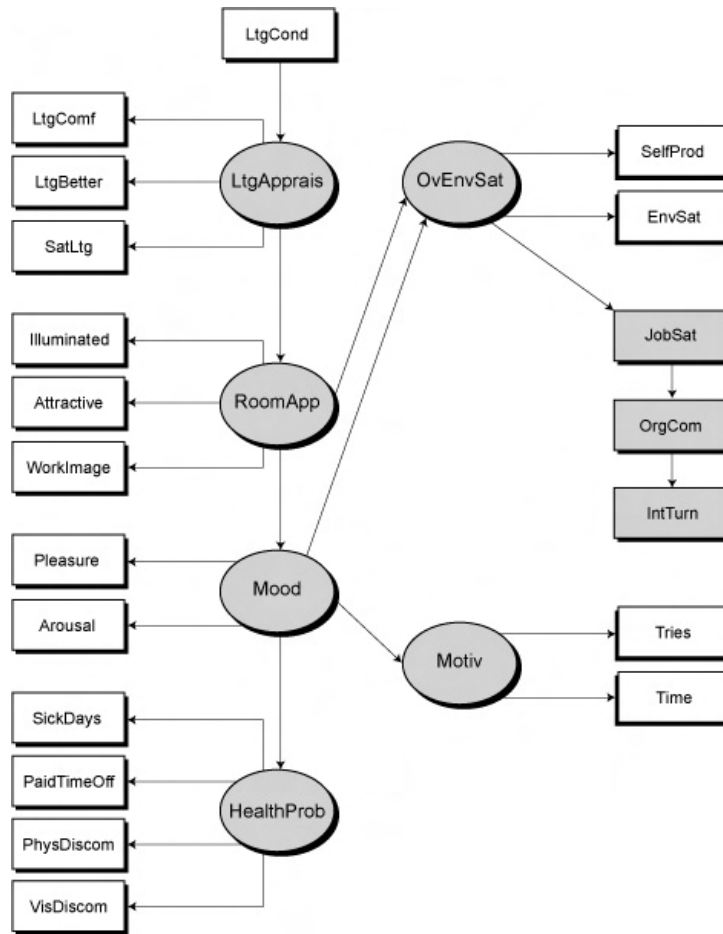 LtgCond
LtgComf
LtgBetter
SatLtg
LtgApprais
OvEnvSat
SelfProd
EnvSat
JobSat
OrgCom
IntTurn
Illuminated
Attractive
WorkImage
RoomApp
Pleasure
Arousal
Mood
Motiv
Tries
Time
SickDays
PaidTimeOff
PhysDiscom
VisDiscom
HealthProb